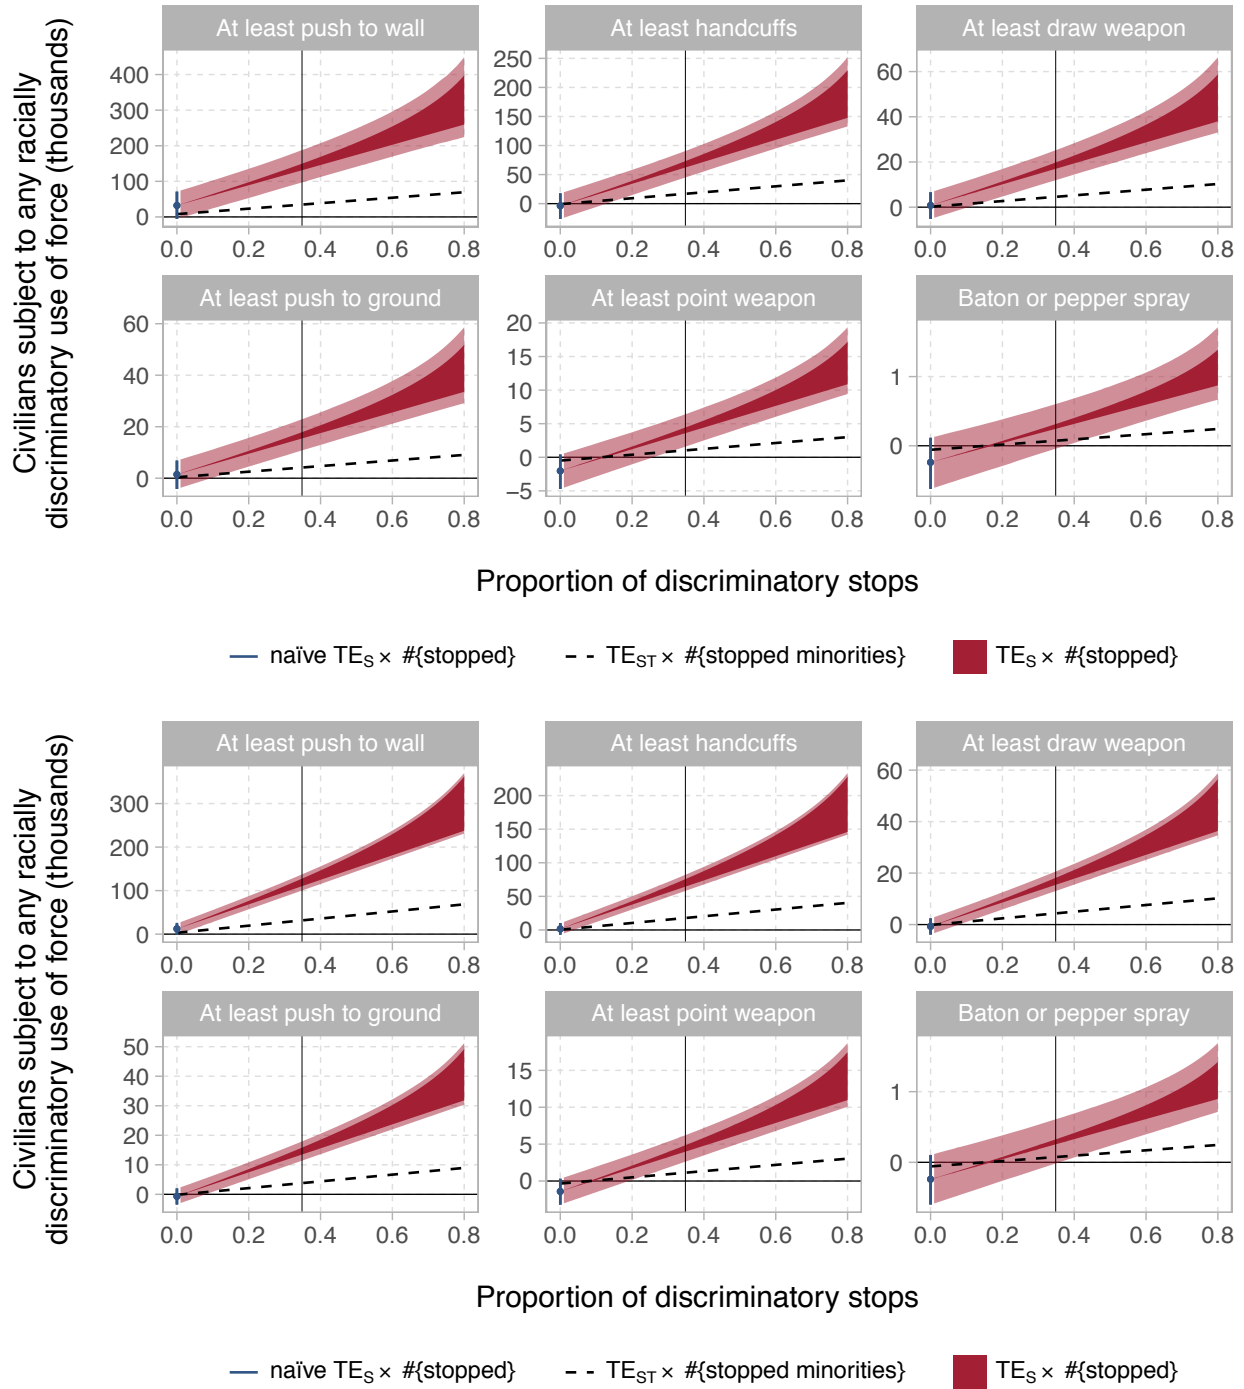 At least push to wall
At least handcuffs
At least draw weapon
400
300
200
100
0
250
200
150
100
50
0
60
40
20
0
0.0 0.2 0.4 0.6 0.8
0.0 0.2 0.4 0.6 0.8
0.0 0.2 0.4 0.6 0.8
Civilians subject to any racially
discriminatory use of force (thousands)
At least push to ground
At least point weapon
Baton or pepper spray
60
40
20
0
20
15
10
5
0
−5
1
0
0.0 0.2 0.4 0.6 0.8
0.0 0.2 0.4 0.6 0.8
0.0 0.2 0.4 0.6 0.8
Proportion of discriminatory stops
naïve TE_S × #{stopped}
TE_ST × #{stopped minorities}
TE_S × #{stopped}
At least push to wall
At least handcuffs
At least draw weapon
300
200
100
0
200
150
100
50
0
60
40
20
0
0.0 0.2 0.4 0.6 0.8
0.0 0.2 0.4 0.6 0.8
0.0 0.2 0.4 0.6 0.8
Civilians subject to any racially
discriminatory use of force (thousands)
At least push to ground
At least point weapon
Baton or pepper spray
50
40
30
20
10
0
15
10
5
0
1
0
0.0 0.2 0.4 0.6 0.8
0.0 0.2 0.4 0.6 0.8
0.0 0.2 0.4 0.6 0.8
Proportion of discriminatory stops
naïve TE_S × #{stopped}
TE_ST × #{stopped minorities}
TE_S × #{stopped}